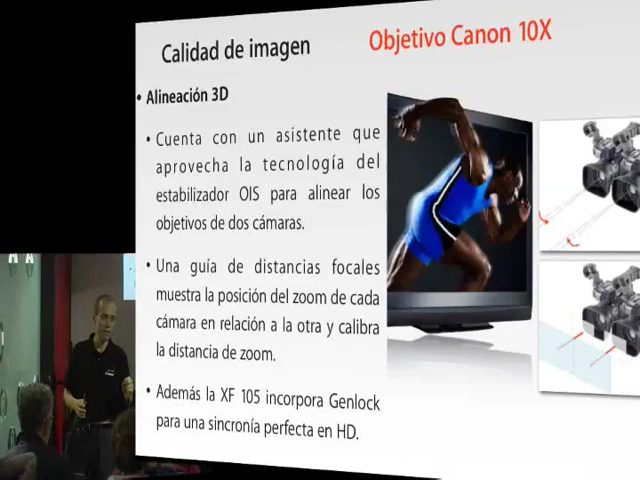 Calidad de imagen
Objetivo Canon 10X
• Alineación 3D
• Cuenta con un asistente que
aprovecha la tecnología del
estabilizador OIS para alinear los
objetivos de dos cámaras.
• Una guía de distancias focales
muestra la posición del zoom de cada
cámara en relación a la otra y calibra
la distancia de zoom.
• Además la XF 105 incorpora Genlock
para una sincronía perfecta en HD.